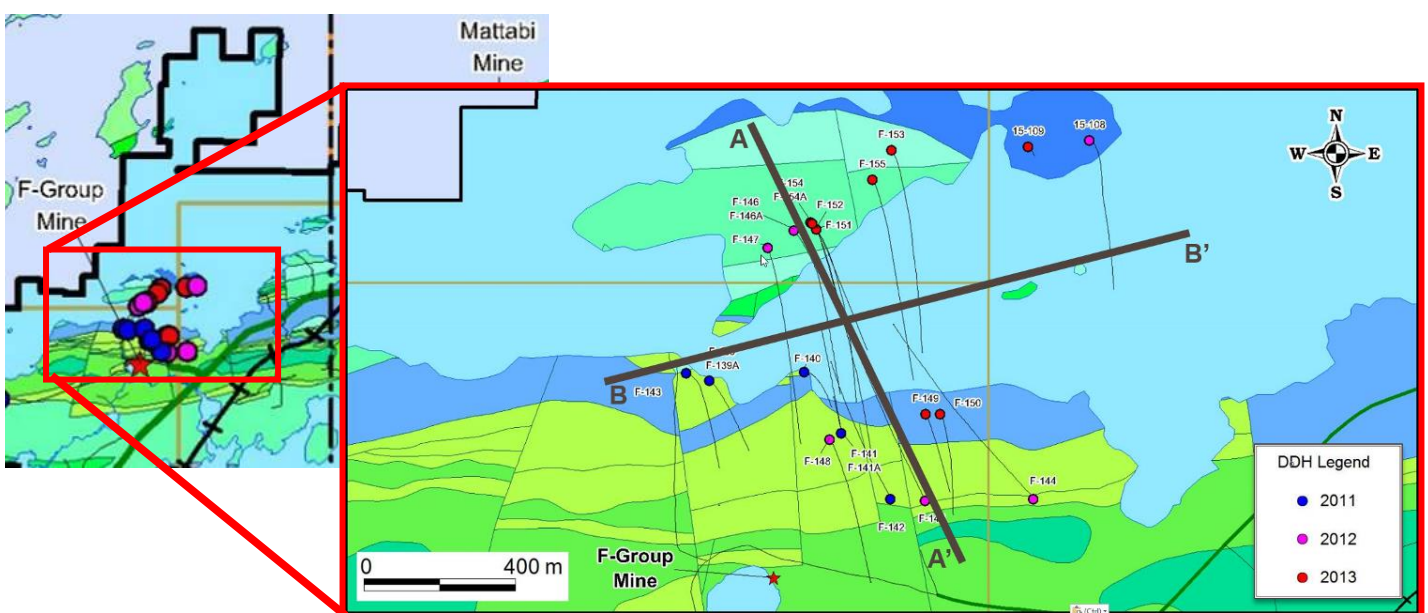 Mattabi
Mine
F-Group
Mine
N
W
E
S
A
F-153
15-109
15-108
F-155
F-154
F-154A
F-146
F-146A
F-152
F-151
F-147
B'
F-140
F-139A
F-143
B
F-149
F-150
F-148
F-141
F-141A
F-144
F-142
A'
F-Group
Mine
0 400 m
DDH Legend
2011
2012
2013
(Ctrl)